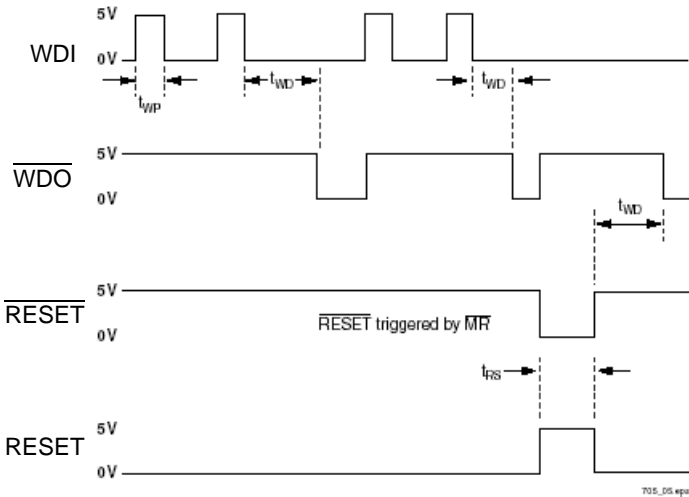 5V
WDI
0V
tWP
tWD
tWD
5V
WDO
0V
tWD
5V
RESET
0V
RESET triggered by MR
tRS
5V
RESET
0V
705_05.eps